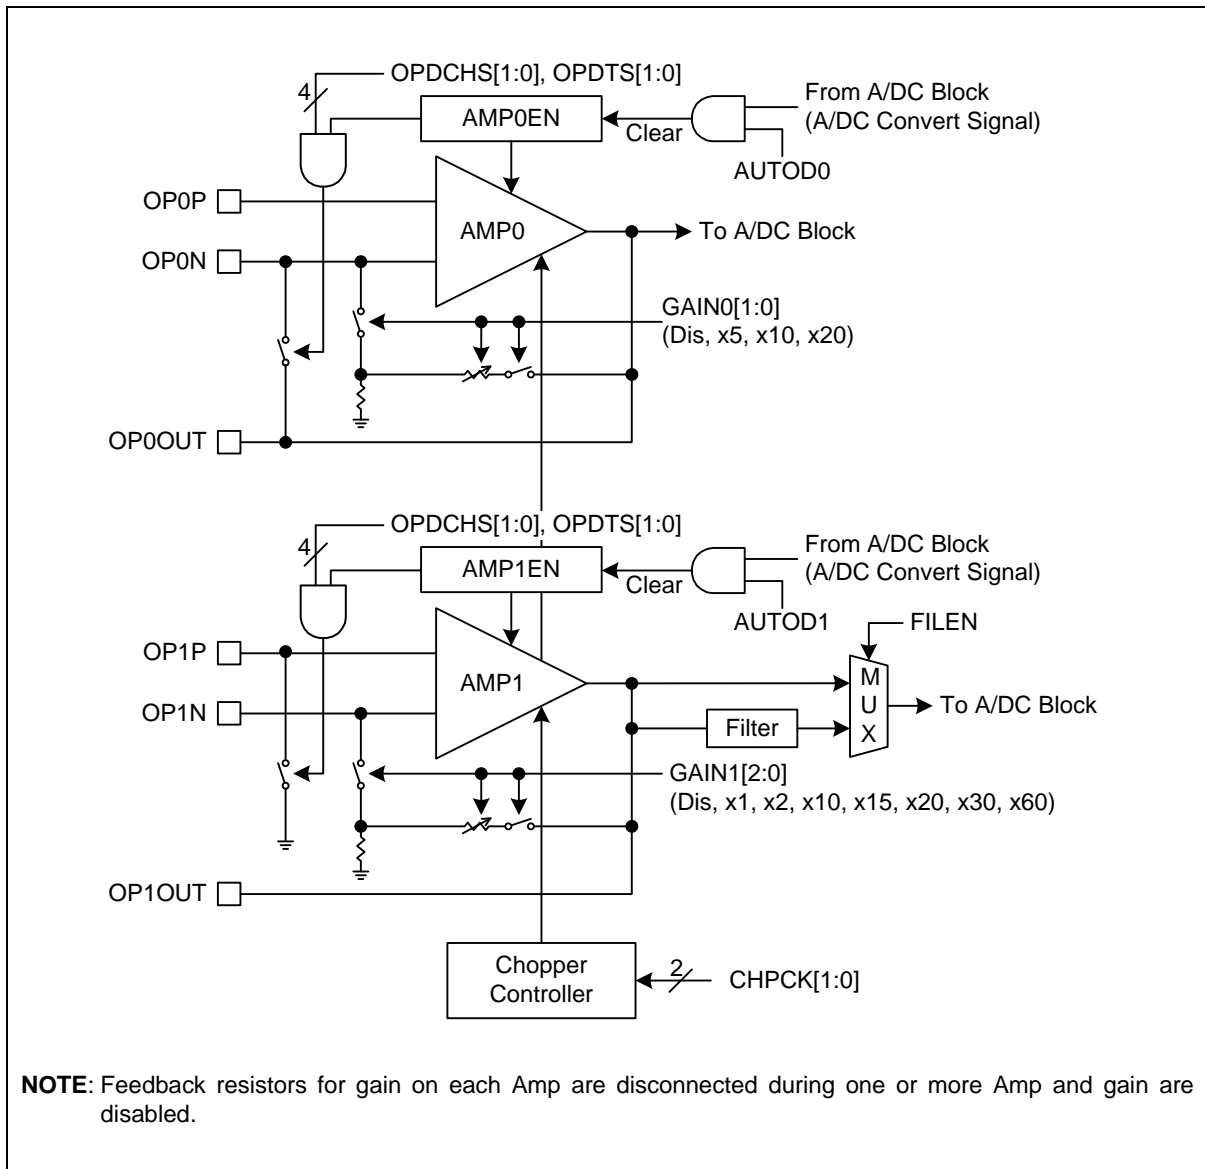 OPDCHS[1:0], OPDTS[1:0]
4
AMP0EN
Clear
From A/DC Block
(A/DC Convert Signal)
AUTOD0
OP0P
AMP0
To A/DC Block
OP0N
GAIN0[1:0]
(Dis, x5, x10, x20)
OP0OUT
OPDCHS[1:0], OPDTS[1:0]
4
AMP1EN
Clear
From A/DC Block
(A/DC Convert Signal)
AUTOD1
FILEN
OP1P
AMP1
M
U
X
To A/DC Block
OP1N
Filter
GAIN1[2:0]
(Dis, x1, x2, x10, x15, x20, x30, x60)
OP1OUT
Chopper
Controller
2
CHPCK[1:0]
NOTE: Feedback resistors for gain on each Amp are disconnected during one or more Amp and gain are
disabled.